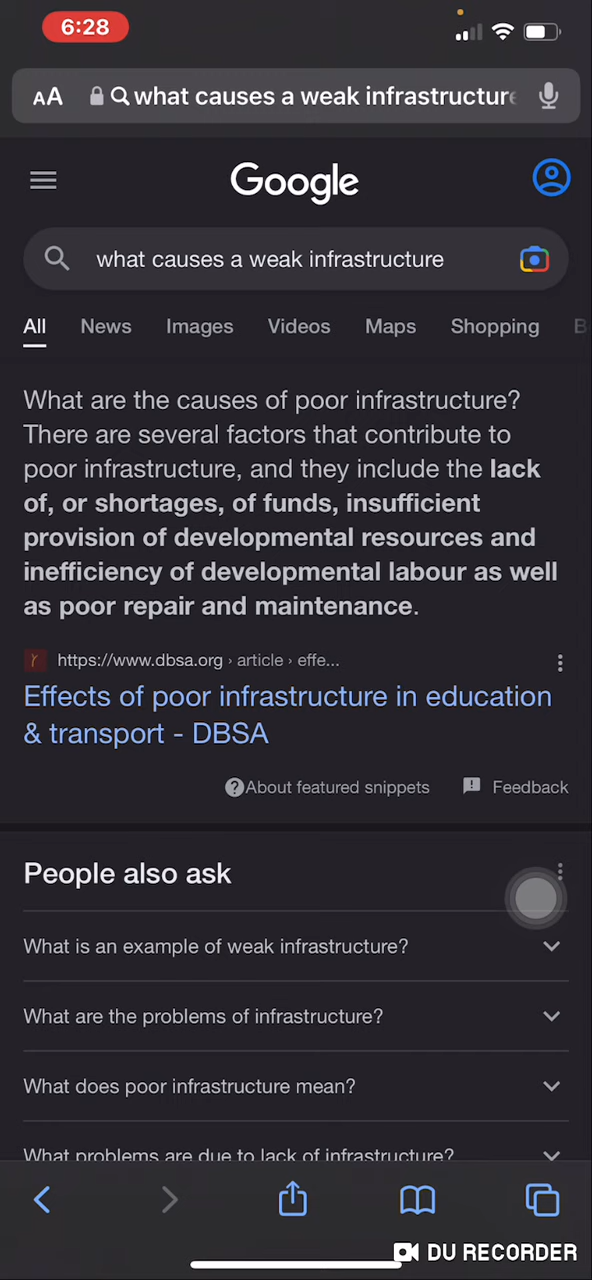 6:28
AA what causes a weak infrastructure
Google
what causes a weak infrastructure
All News Images Videos Maps Shopping B
What are the causes of poor infrastructure?
There are several factors that contribute to
poor infrastructure, and they include the lack
of, or shortages, of funds, insufficient
provision of developmental resources and
inefficiency of developmental labour as well
as poor repair and maintenance.
https://www.dbsa.org › article › effe...
Effects of poor infrastructure in education
& transport - DBSA
About featured snippets Feedback
People also ask
What is an example of weak infrastructure?
What are the problems of infrastructure?
What does poor infrastructure mean?
What problems are due to lack of infrastructure?
DU RECORDER